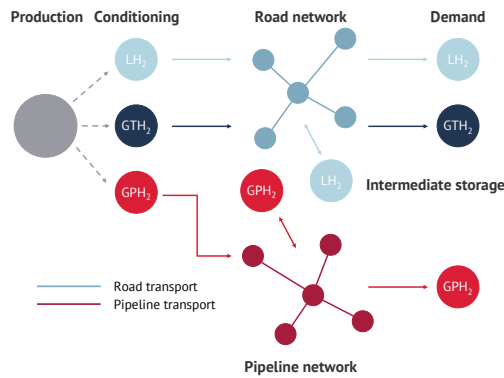 Production Conditioning Road network Demand
LH₂ LH₂
GTH₂ GTH₂
GPH₂ GPH₂ LH₂ Intermediate storage
GPH₂
Road transport
Pipeline transport
Pipeline network